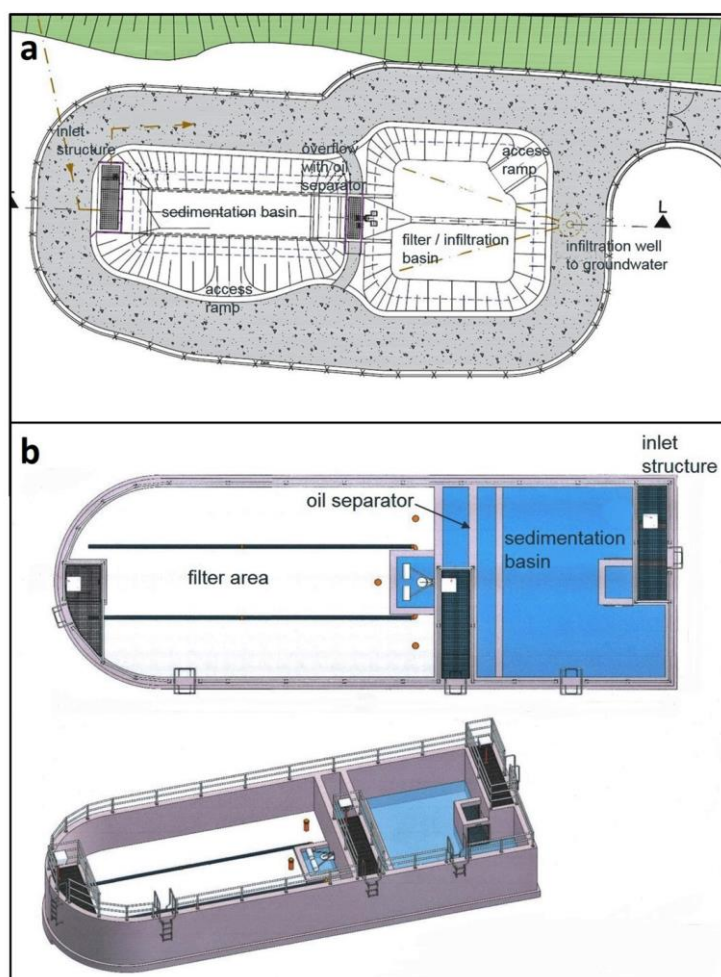 a
inlet
structure
overflow
with oil
separator
access
ramp
L
sedimentation basin
filter / infiltration
basin
infiltration well
to groundwater
access
ramp
b
inlet
structure
oil separator
sedimentation
basin
filter area